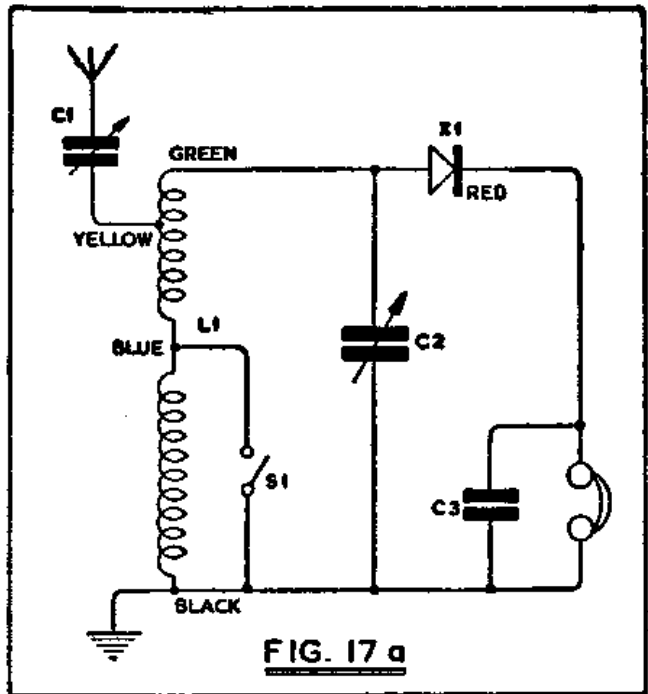 C1
X1
GREEN
RED
YELLOW
L1
BLUE
C2
S1
C3
BLACK
FIG. 17 a